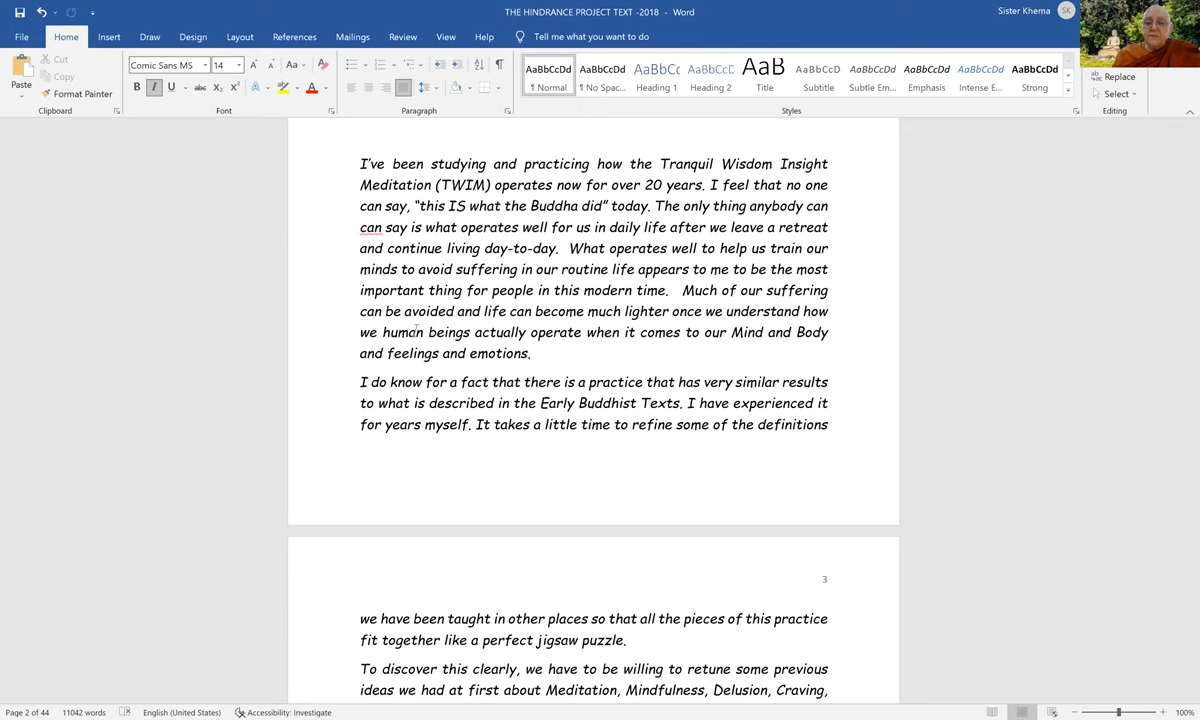 THE HINDRANCE PROJECT TEXT -2018 - Word
Sister Khema
SK
File
Home
Insert
Draw
Design
Layout
References
Mailings
Review
View
Help
Tell me what you want to do
Paste
Cut
Copy
Format Painter
Clipboard
Comic Sans MS
14
Font
Paragraph
AaBbCcDd
¶ Normal
AaBbCcDd
¶ No Spac...
AaBbCc
Heading 1
AaBbCcD
Heading 2
AaB
Title
AaBbCcD
Subtitle
AaBbCcDd
Subtle Em...
AaBbCcDd
Emphasis
AaBbCcDd
Intense E...
AaBbCcDd
Strong
Styles
Replace
Select
Editing
I've been studying and practicing how the Tranquil Wisdom Insight
Meditation (TWIM) operates now for over 20 years. I feel that no one
can say, "this IS what the Buddha did" today. The only thing anybody can
can say is what operates well for us in daily life after we leave a retreat
and continue living day-to-day. What operates well to help us train our
minds to avoid suffering in our routine life appears to me to be the most
important thing for people in this modern time. Much of our suffering
can be avoided and life can become much lighter once we understand how
we human beings actually operate when it comes to our Mind and Body
and feelings and emotions.
I do know for a fact that there is a practice that has very similar results
to what is described in the Early Buddhist Texts. I have experienced it
for years myself. It takes a little time to refine some of the definitions
3
we have been taught in other places so that all the pieces of this practice
fit together like a perfect jigsaw puzzle.
To discover this clearly, we have to be willing to retune some previous
ideas we had at first about Meditation, Mindfulness, Delusion, Craving,
Page 2 of 44
11042 words
English (United States)
Accessibility: Investigate
100%